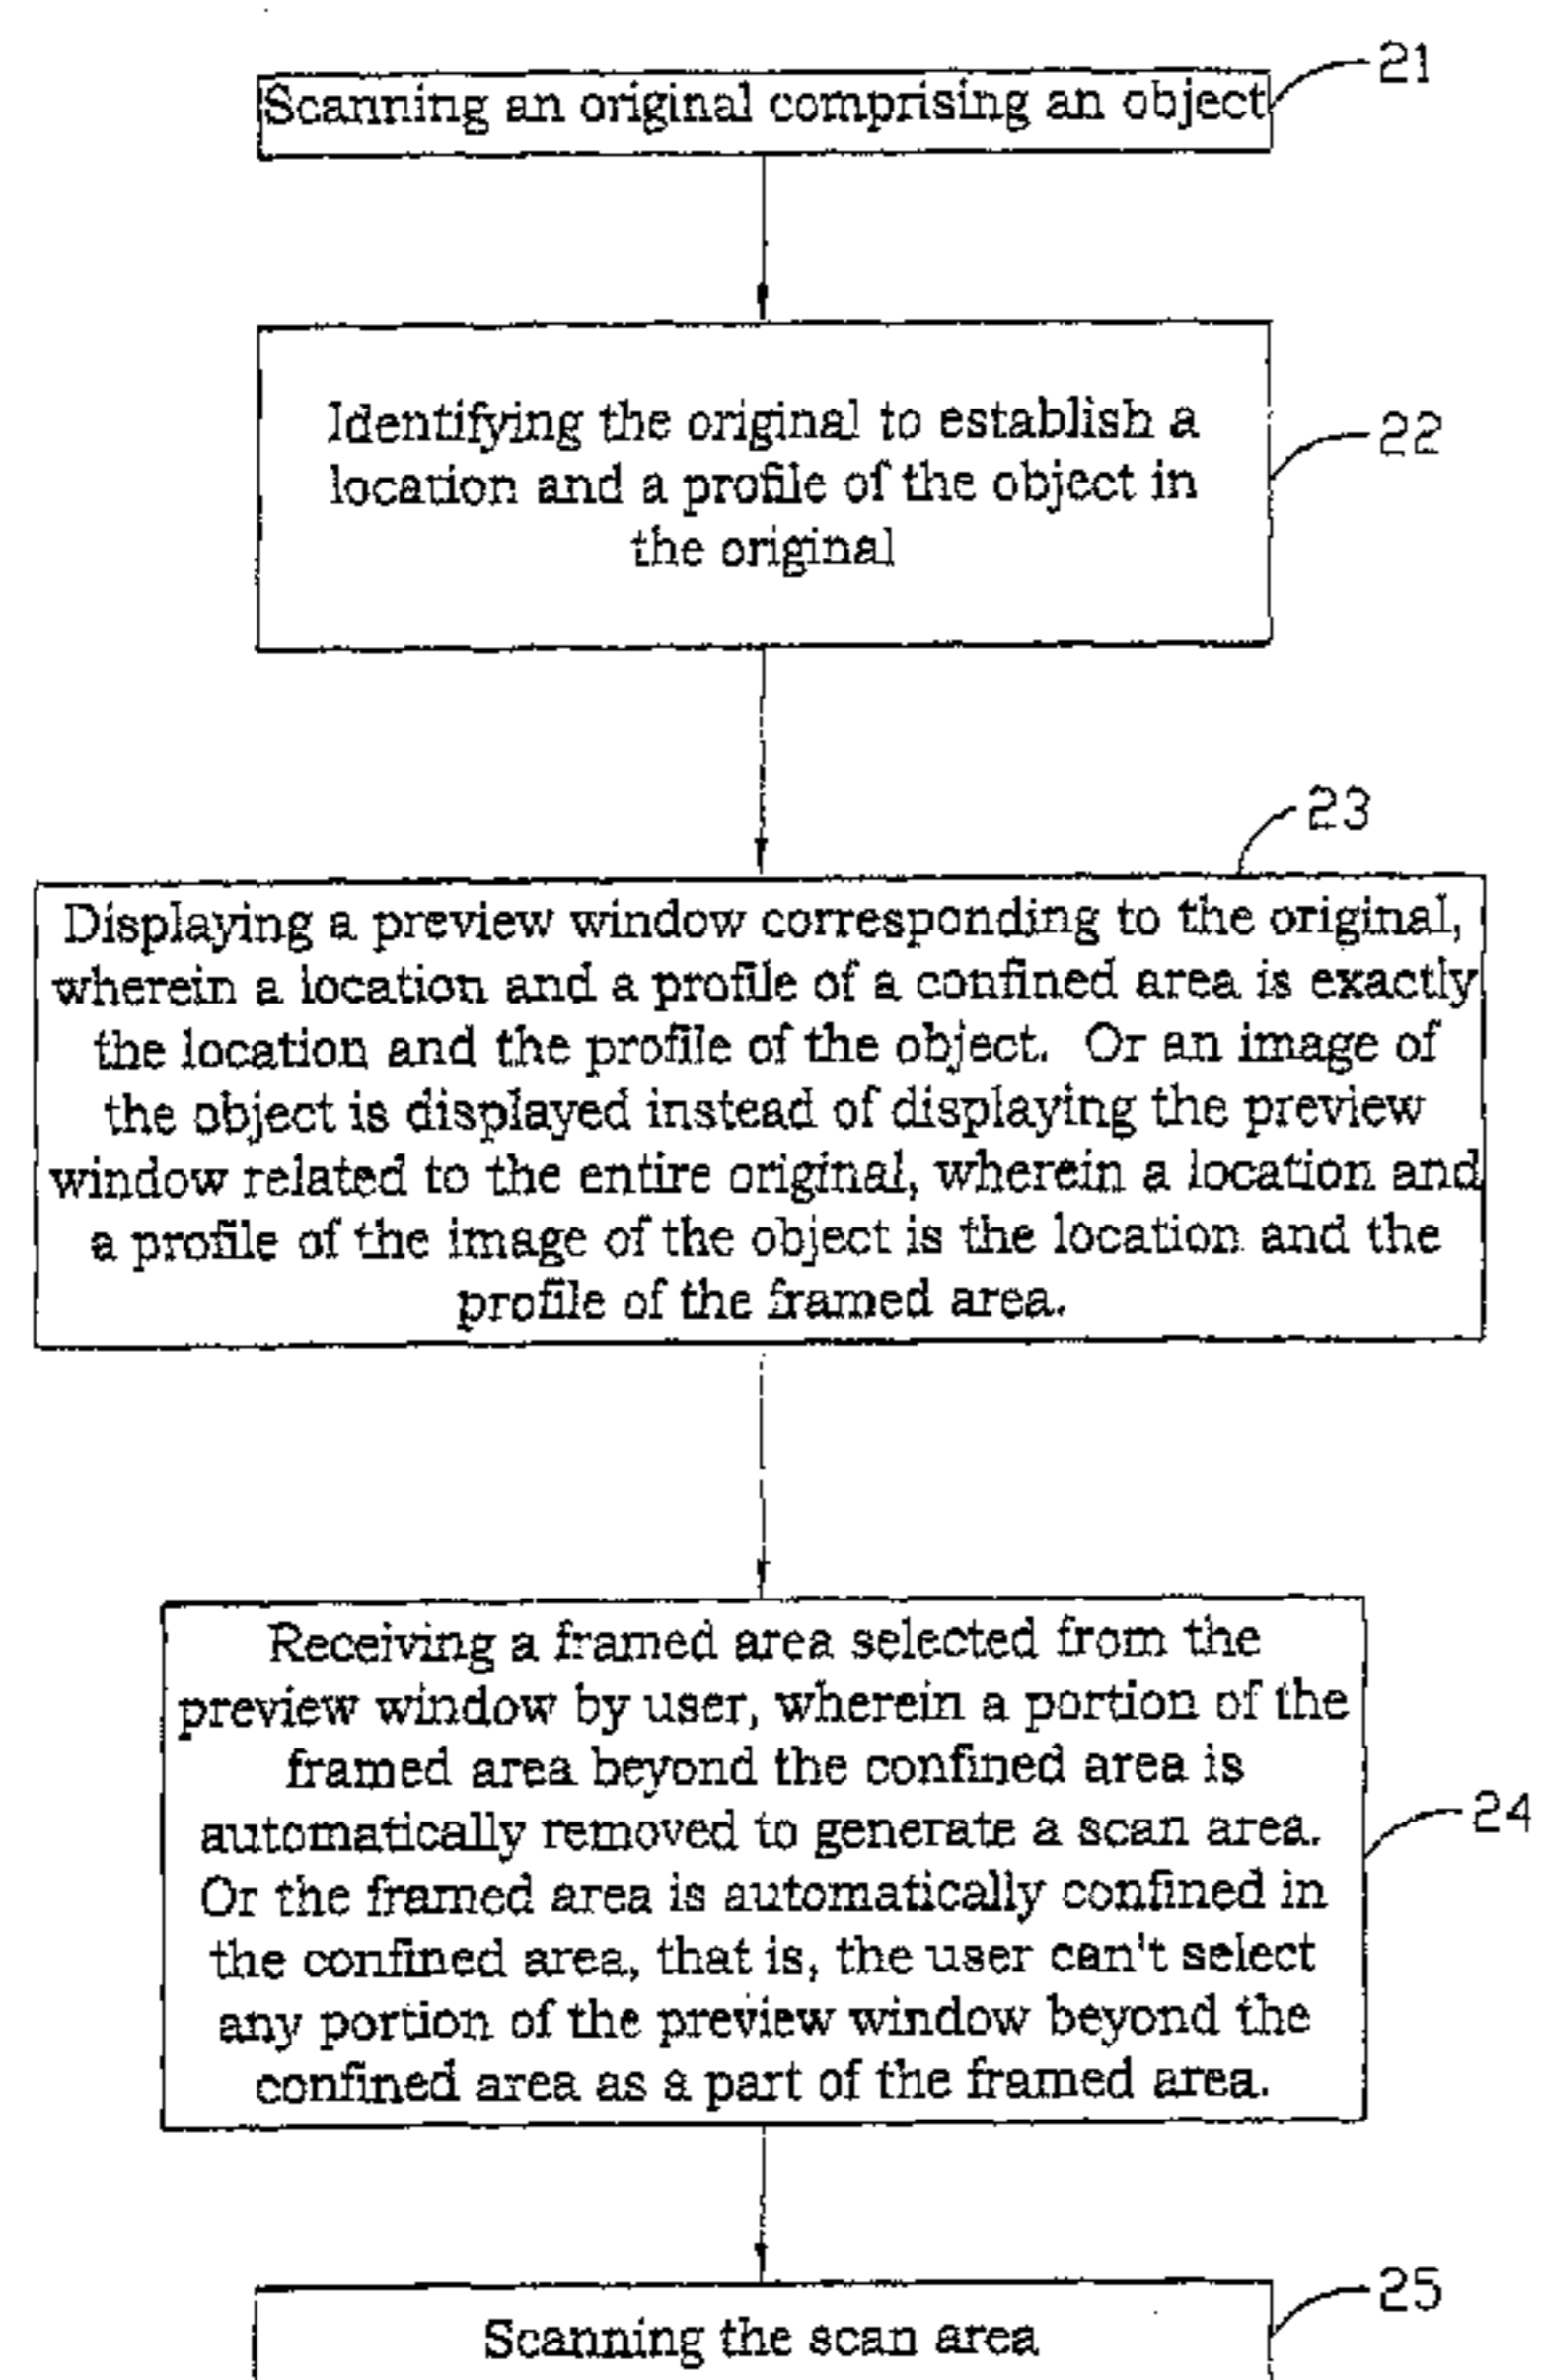 21
Scanning an original comprising an object
22
Identifying the original to establish a
location and a profile of the object in
the original
23
Displaying a preview window corresponding to the original,
wherein a location and a profile of a confined area is exactly
the location and the profile of the object. Or an image of
the object is displayed instead of displaying the preview
window related to the entire original, wherein a location and
a profile of the image of the object is the location and the
profile of the framed area.
Receiving a framed area selected from the
preview window by user, wherein a portion of the
framed area beyond the confined area is
automatically removed to generate a scan area.
24
Or the framed area is automatically confined in
the confined area, that is, the user can't select
any portion of the preview window beyond the
confined area as a part of the framed area.
25
Scanning the scan area